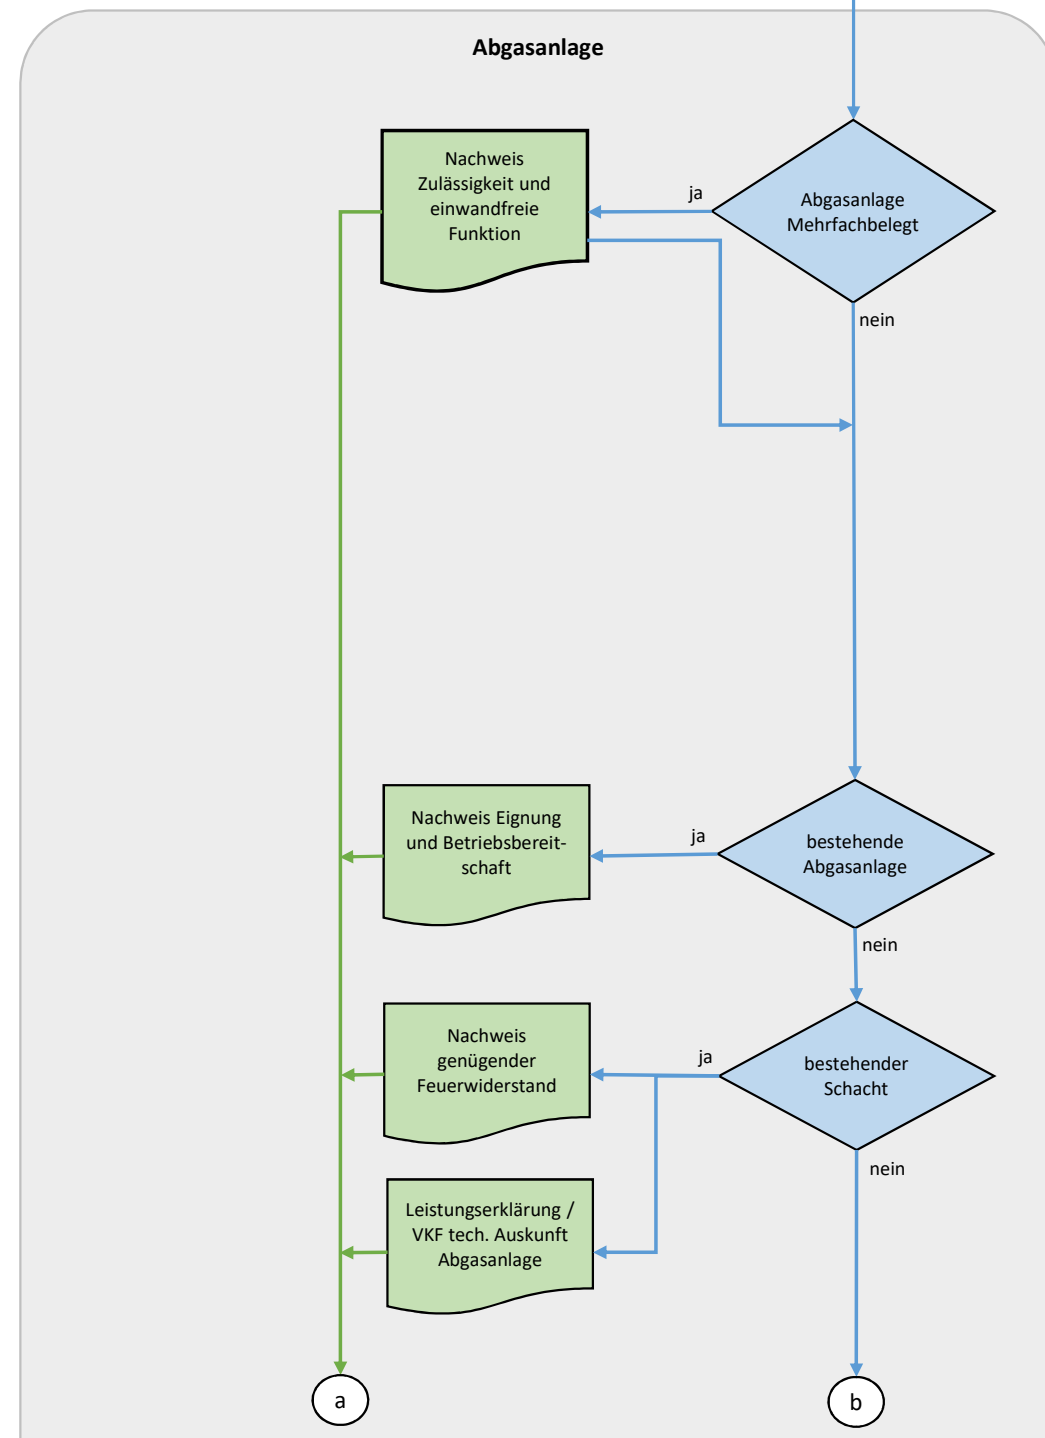 Abgasanlage
Nachweis
Zulässigkeit und
einwandfreie
Funktion
ja
Abgasanlage
Mehrfachbelegt
nein
Nachweis Eignung
und Betriebsbereit-
schaft
ja
bestehende
Abgasanlage
nein
Nachweis
genügender
Feuerwiderstand
ja
bestehender
Schacht
nein
Leistungserklärung /
VKF tech. Auskunft
Abgasanlage
a
b